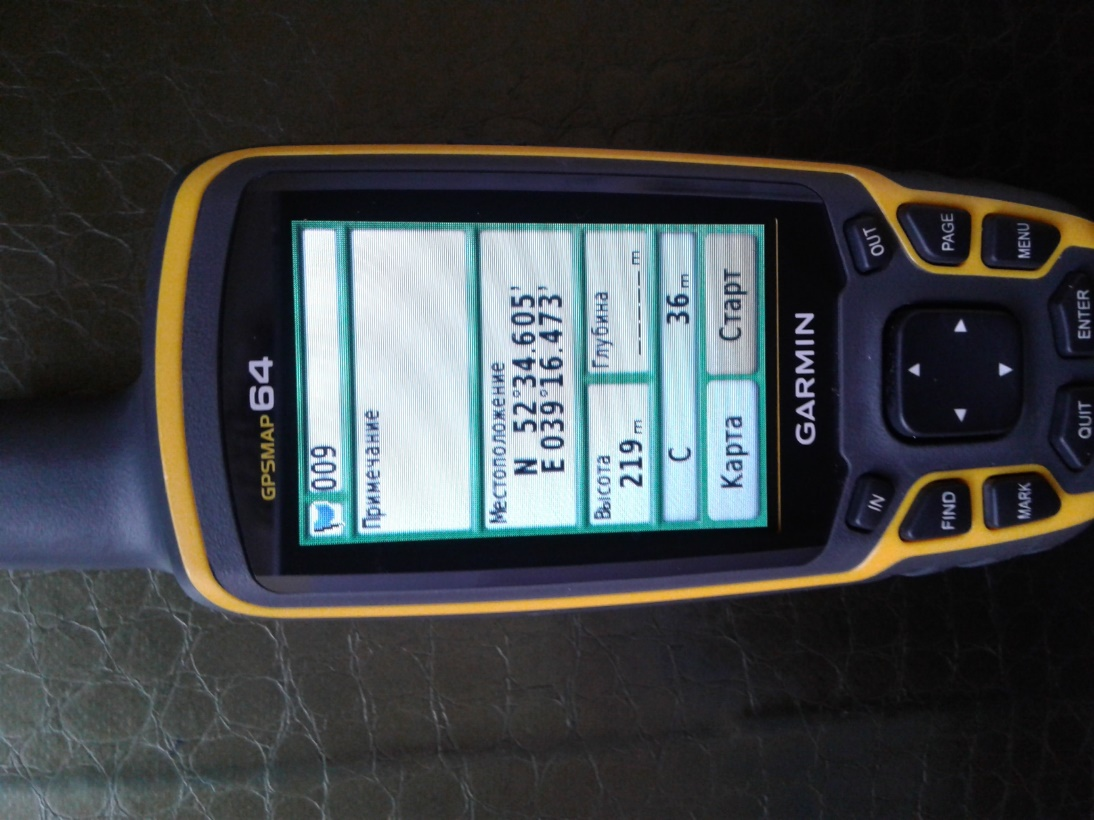 GPSMAP 64
009
Примечание
Местоположение
N 52°34.605'
E 039°16.473'
Высота
219 m
Глубина
_______ m
С 36 m
Карта Старт
GARMIN
IN OUT
FIND PAGE
MARK MENU
QUIT ENTER